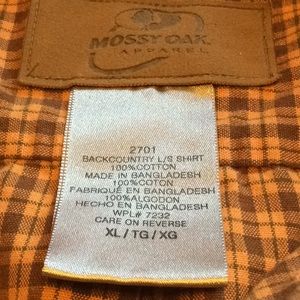 MOSSY OAK
APPAREL
2701
BACKCOUNTRY L/S SHIRT
100%COTTON
MADE IN BANGLADESH
100%COTON
FABRIQUÉ EN BANGLADESH
100%ALGODON
HECHO EN BANGLADESH
WPL# 7232
CARE ON REVERSE
XL / TG / XG